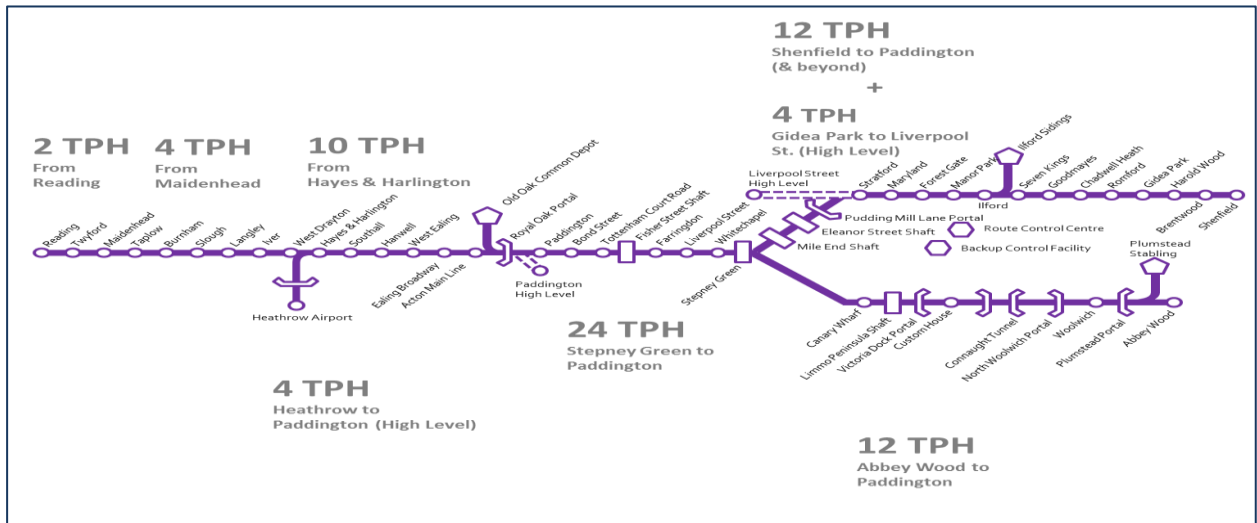 12 TPH
Shenfield to Paddington
(& beyond)
+
4 TPH
Gidea Park to Liverpool
St. (High Level)
2 TPH
From
Reading
4 TPH
From
Maidenhead
10 TPH
From
Hayes & Harlington
Reading
Twyford
Maidenhead
Taplow
Burnham
Slough
Langley
Iver
West Drayton
Hayes & Harlington
Southall
Hanwell
West Ealing
Ealing Broadway
Acton Main Line
Old Oak Common Depot
Royal Oak Portal
Paddington
Bond Street
Tottenham Court Road
Fisher Street Shaft
Farringdon
Liverpool Street
Whitechapel
Stepney Green
Liverpool Street
High Level
Stratford
Maryland
Forest Gate
Manor Park
Ilford
Ilford Sidings
Seven Kings
Goodmayes
Chadwell Heath
Romford
Gidea Park
Harold Wood
Brentwood
Shenfield
Pudding Mill Lane Portal
Eleanor Street Shaft
Mile End Shaft
Route Control Centre
Backup Control Facility
Plumstead
Stabling
Heathrow Airport
Paddington
High Level
Canary Wharf
Limmo Peninsula Shaft
Victoria Dock Portal
Custom House
Connaught Tunnel
North Woolwich Portal
Woolwich
Plumstead Portal
Abbey Wood
24 TPH
Stepney Green to
Paddington
4 TPH
Heathrow to
Paddington (High Level)
12 TPH
Abbey Wood to
Paddington